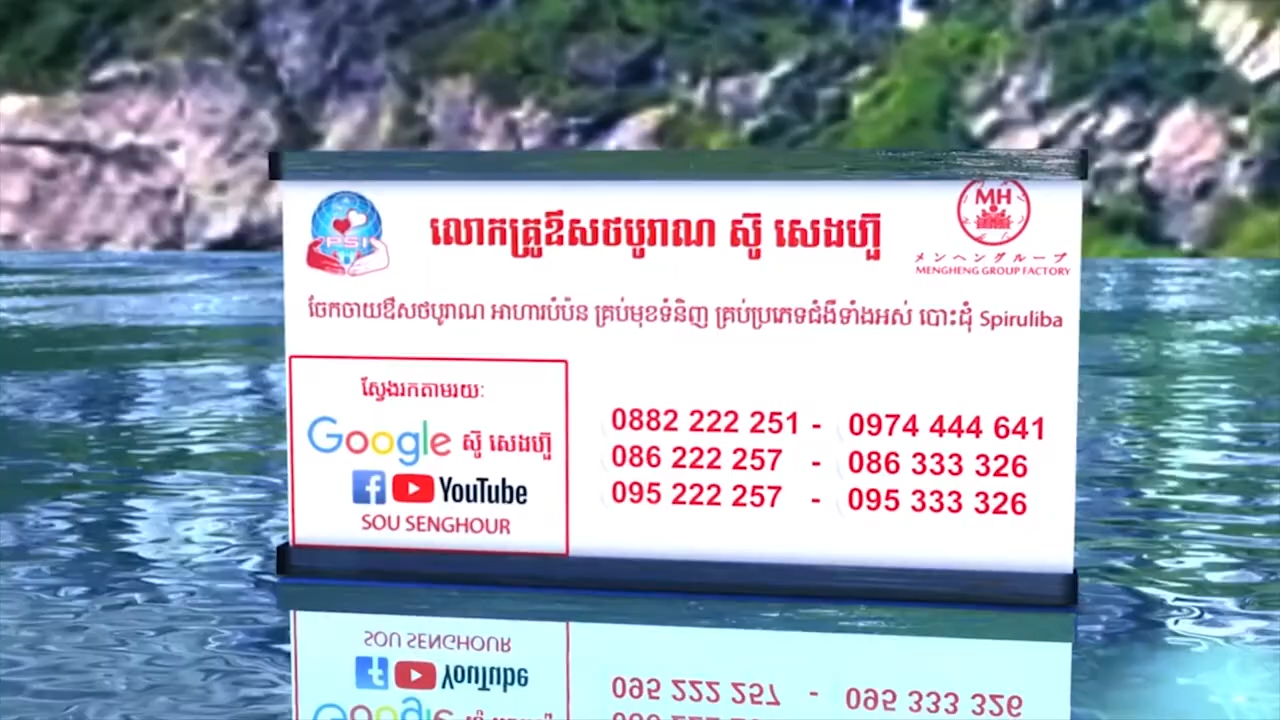 PSI
លោកគ្រូឪសថបូរាណ ស៊ូ សេងហ៊ួ
MH
メンヘングループ
MENGHENG GROUP FACTORY
ចែកចាយឪសថបូរាណ អាហារបំប៉ន គ្រប់មុខទំនិញ គ្រប់ប្រភេទជំងឺទាំងអស់ បោះដុំ Spiruliba
ស្វែងរកតាមរយៈ
Google ស៊ូ សេងហ៊ួ
f YouTube
SOU SENGHOUR
0882 222 251 - 0974 444 641
086 222 257 - 086 333 326
095 222 257 - 095 333 326